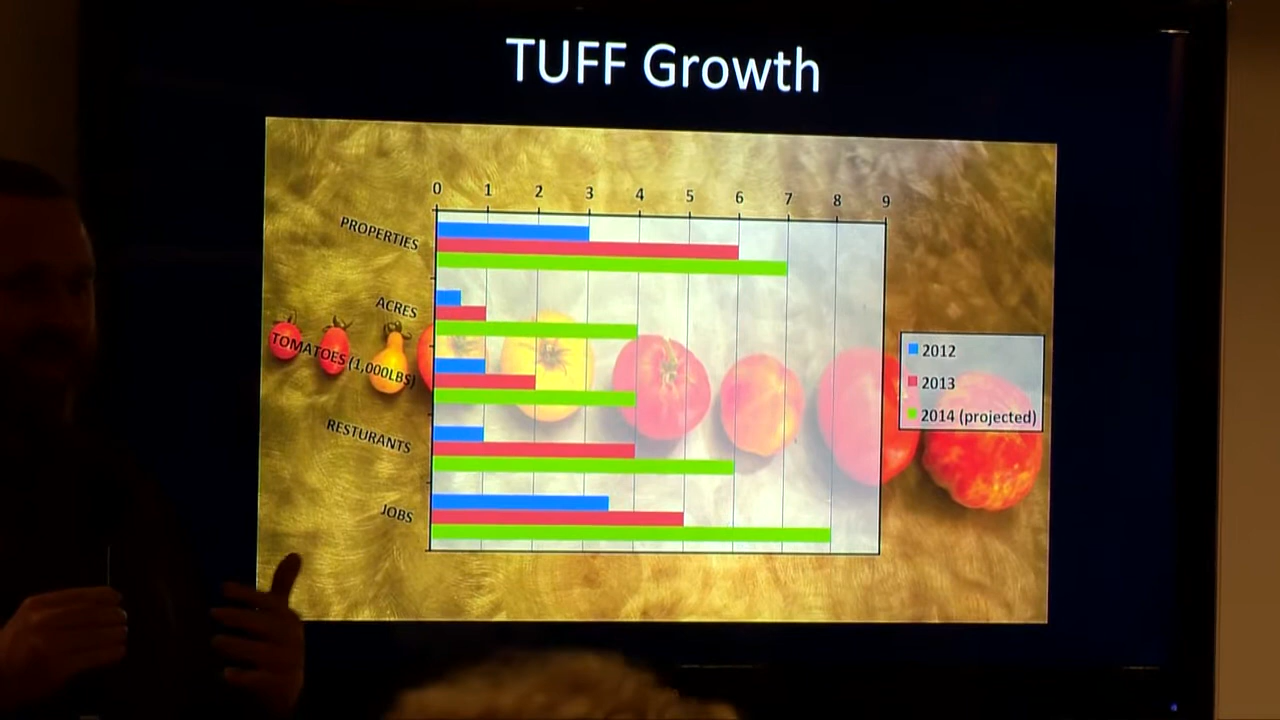 TUFF Growth
0 1 2 3 4 5 6 7 8 9
PROPERTIES
ACRES
TOMATOES (1,000LBS)
RESTURANTS
JOBS
2012
2013
2014 (projected)